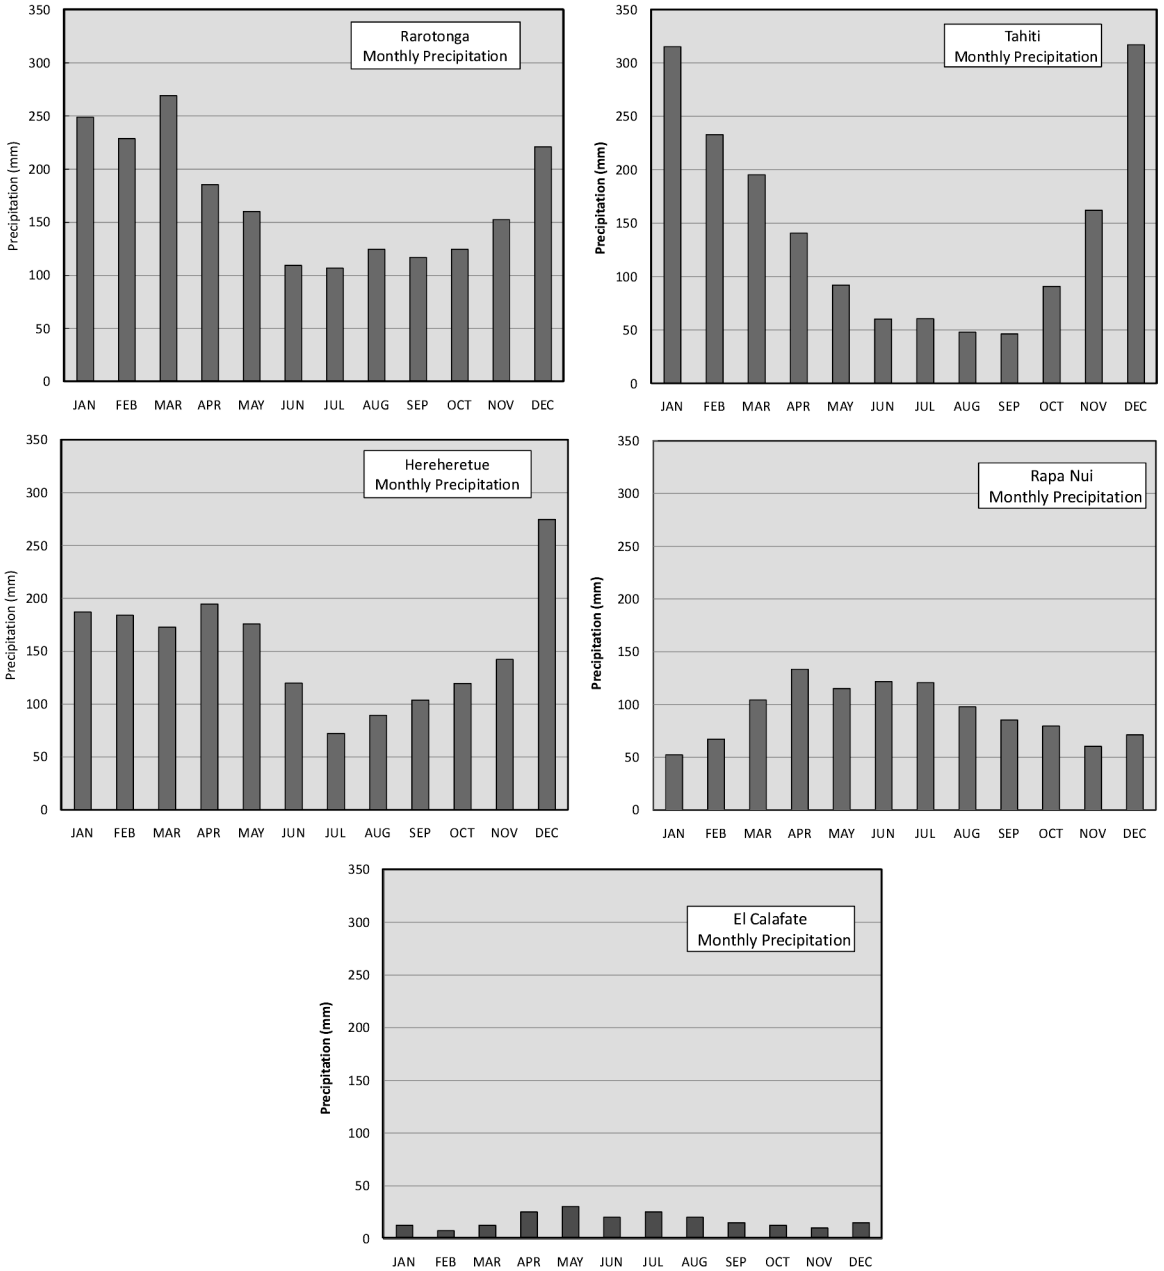 Rarotonga
Monthly Precipitation
Precipitation (mm)
350
300
250
200
150
100
50
0
JAN FEB MAR APR MAY JUN JUL AUG SEP OCT NOV DEC
Tahiti
Monthly Precipitation
Precipitation (mm)
350
300
250
200
150
100
50
0
JAN FEB MAR APR MAY JUN JUL AUG SEP OCT NOV DEC
Hereheretue
Monthly Precipitation
Precipitation (mm)
350
300
250
200
150
100
50
0
JAN FEB MAR APR MAY JUN JUL AUG SEP OCT NOV DEC
Rapa Nui
Monthly Precipitation
Precipitation (mm)
350
300
250
200
150
100
50
0
JAN FEB MAR APR MAY JUN JUL AUG SEP OCT NOV DEC
El Calafate
Monthly Precipitation
Precipitation (mm)
350
300
250
200
150
100
50
0
JAN FEB MAR APR MAY JUN JUL AUG SEP OCT NOV DEC